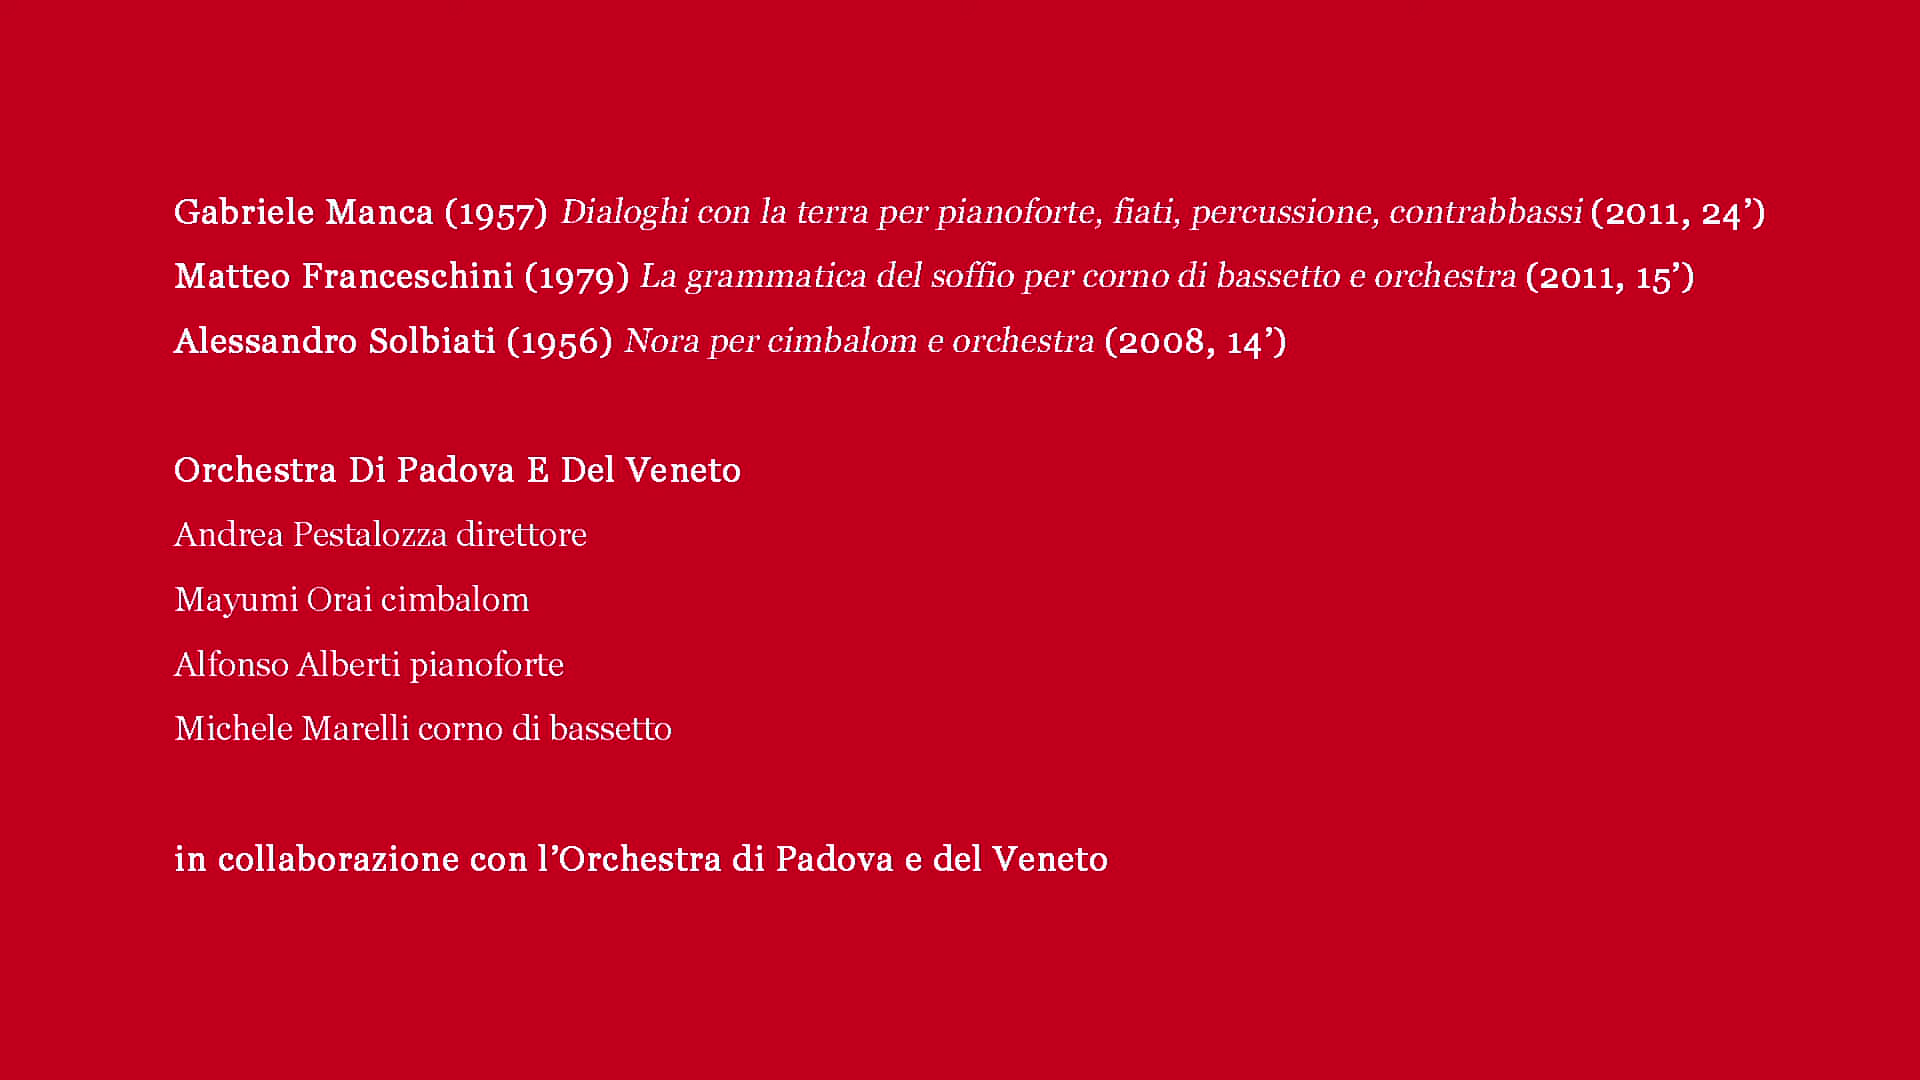 Gabriele Manca (1957) Dialoghi con la terra per pianoforte, fiati, percussione, contrabbassi (2011, 24’)
Matteo Franceschini (1979) La grammatica del soffio per corno di bassetto e orchestra (2011, 15’)
Alessandro Solbiati (1956) Nora per cimbalom e orchestra (2008, 14’)
Orchestra Di Padova E Del Veneto
Andrea Pestalozza direttore
Mayumi Orai cimbalom
Alfonso Alberti pianoforte
Michele Marelli corno di bassetto
in collaborazione con l’Orchestra di Padova e del Veneto